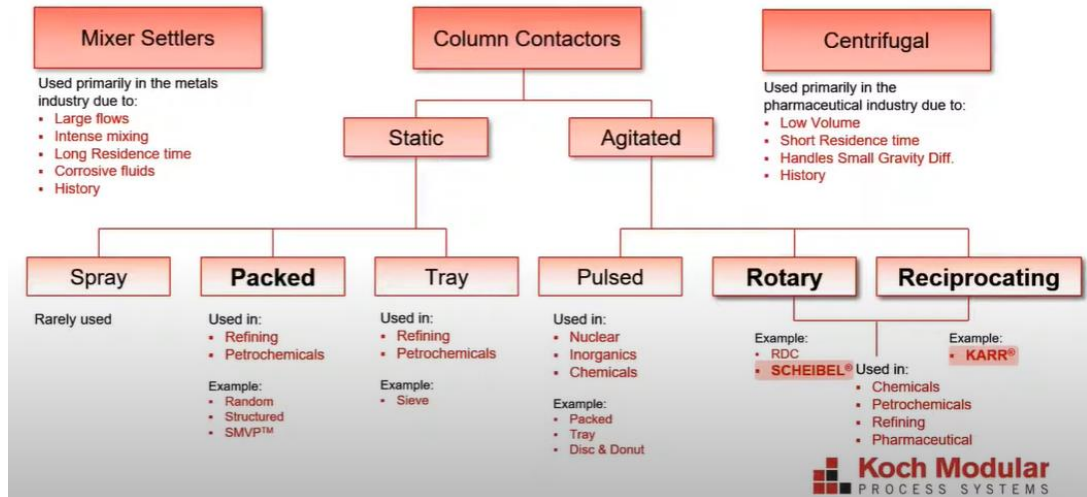 Mixer Settlers
Used primarily in the metals
industry due to:
▪ Large flows
▪ Intense mixing
▪ Long Residence time
▪ Corrosive fluids
▪ History
Column Contactors
Centrifugal
Used primarily in the
pharmaceutical industry due to:
▪ Low Volume
▪ Short Residence time
▪ Handles Small Gravity Diff.
▪ History
Static
Agitated
Spray
Rarely used
Packed
Used in:
▪ Refining
▪ Petrochemicals
Example:
▪ Random
▪ Structured
▪ SMVP™
Tray
Used in:
▪ Refining
▪ Petrochemicals
Example:
▪ Sieve
Pulsed
Used in:
▪ Nuclear
▪ Inorganics
▪ Chemicals
Example:
▪ Packed
▪ Tray
▪ Disc & Donut
Rotary
Example:
▪ RDC
▪ SCHEIBEL®
Reciprocating
Example:
▪ KARR®
Used in:
▪ Chemicals
▪ Petrochemicals
▪ Refining
▪ Pharmaceutical
Koch Modular
PROCESS SYSTEMS